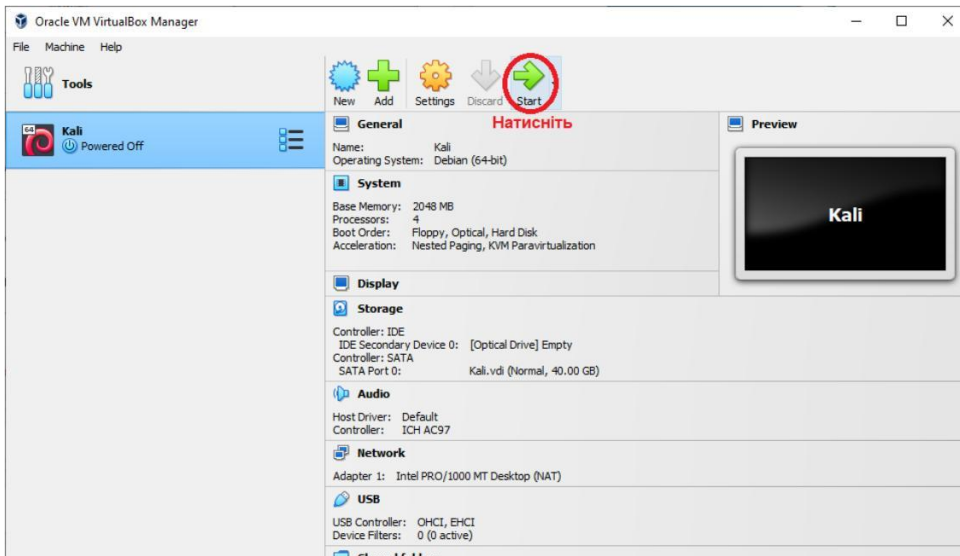 Oracle VM VirtualBox Manager
File Machine Help
Tools
New Add Settings Discard Start
Натисніть
64
Kali
Powered Off
General
Name: Kali
Operating System: Debian (64-bit)
System
Base Memory: 2048 MB
Processors: 4
Boot Order: Floppy, Optical, Hard Disk
Acceleration: Nested Paging, KVM Paravirtualization
Display
Storage
Controller: IDE
IDE Secondary Device 0: [Optical Drive] Empty
Controller: SATA
SATA Port 0: Kali.vdi (Normal, 40.00 GB)
Audio
Host Driver: Default
Controller: ICH AC97
Network
Adapter 1: Intel PRO/1000 MT Desktop (NAT)
USB
USB Controller: OHCI, EHCI
Device Filters: 0 (0 active)
Preview
Kali